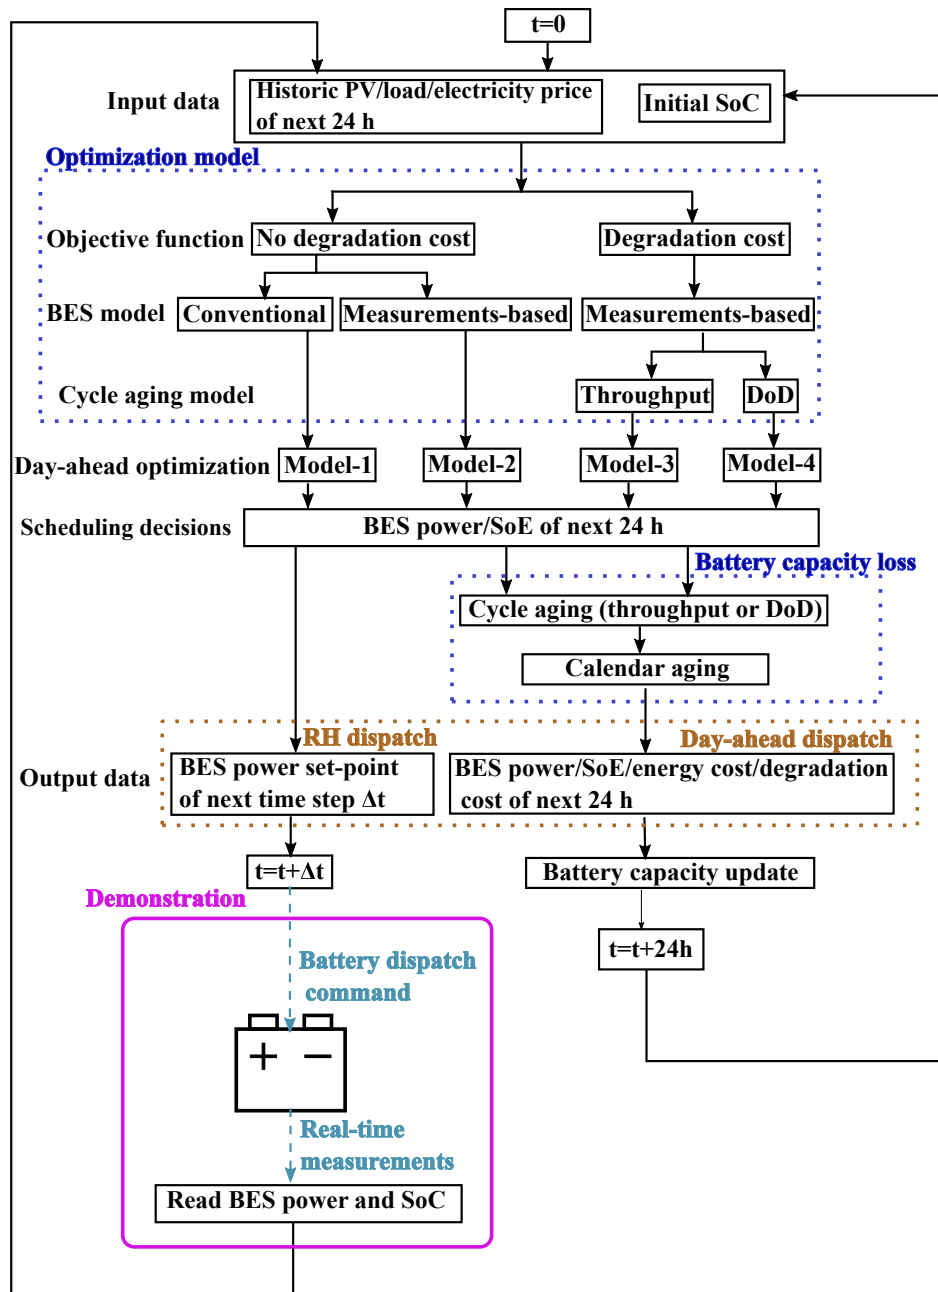 t=0
Input data
Historic PV/load/electricity price
of next 24 h
Initial SoC
Optimization model
Objective function
No degradation cost
Degradation cost
BES model
Conventional
Measurements-based
Measurements-based
Cycle aging model
Throughput
DoD
Day-ahead optimization
Model-1
Model-2
Model-3
Model-4
Scheduling decisions
BES power/SoE of next 24 h
Battery capacity loss
Cycle aging (throughput or DoD)
Calendar aging
RH dispatch
Day-ahead dispatch
Output data
BES power set-point
of next time step Δt
BES power/SoE/energy cost/degradation
cost of next 24 h
t=t+Δt
Battery capacity update
Demonstration
t=t+24h
Battery dispatch
command
+ −
Real-time
measurements
Read BES power and SoC